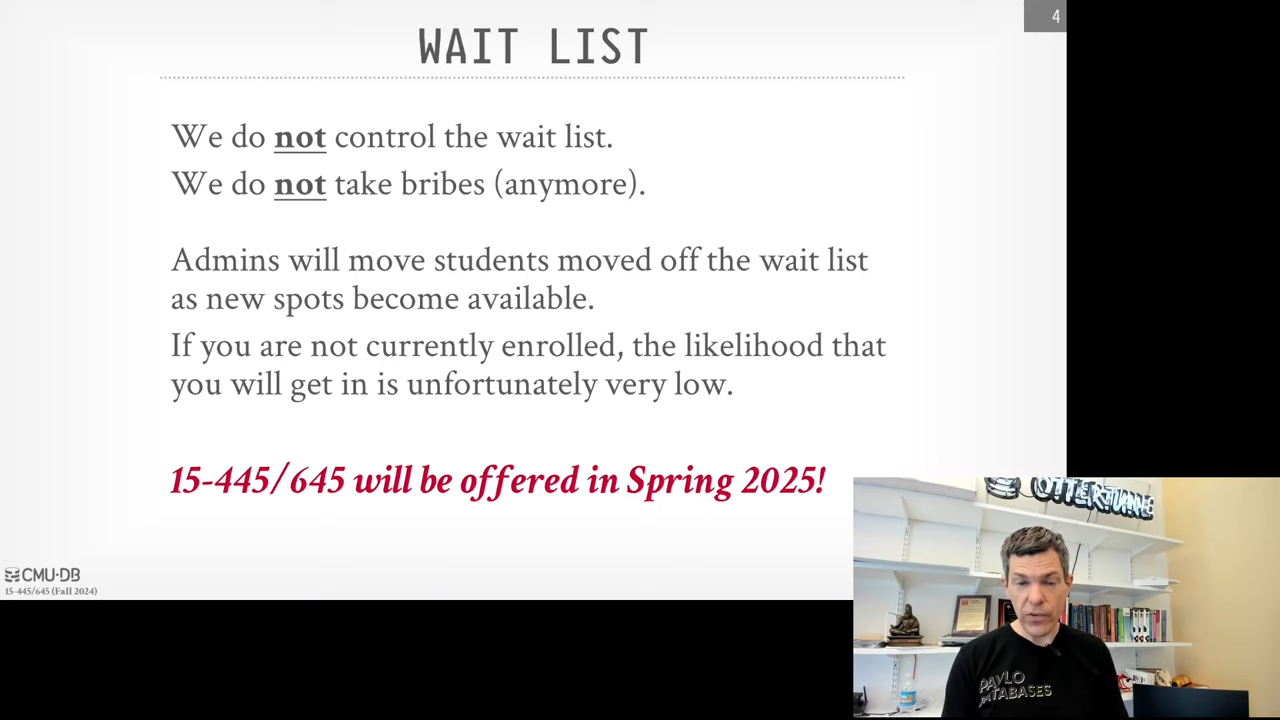 4
WAIT LIST
We do not control the wait list.
We do not take bribes (anymore).
Admins will move students moved off the wait list
as new spots become available.
If you are not currently enrolled, the likelihood that
you will get in is unfortunately very low.
15-445/645 will be offered in Spring 2025!
CMU·DB
15-445/645 (Fall 2024)
OTTERTUNE
PAVLO
DATABASES